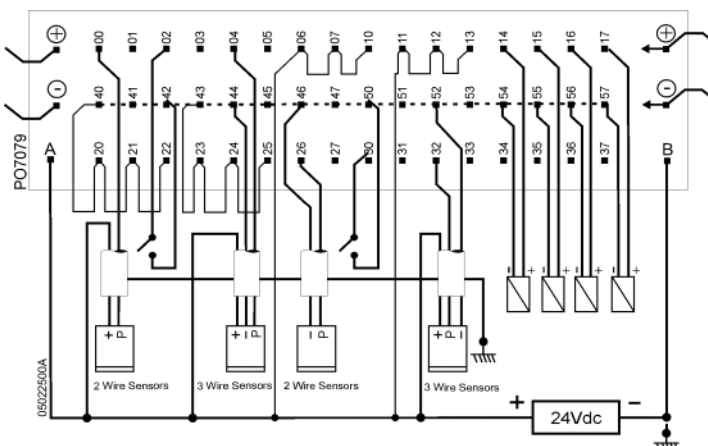 + 00 01 02 03 04 05 06 07 10 11 12 13 14 15 16 17 +
- 40 41 42 43 44 45 46 47 50 51 52 53 54 55 56 57 -
A 20 21 22 23 24 25 26 27 30 31 32 33 34 35 36 37 B
PO7079
- + - + - + - +
+ P
+ - P
- P
+ P -
2 Wire Sensors
3 Wire Sensors
2 Wire Sensors
3 Wire Sensors
05022500A
+ 24Vdc -